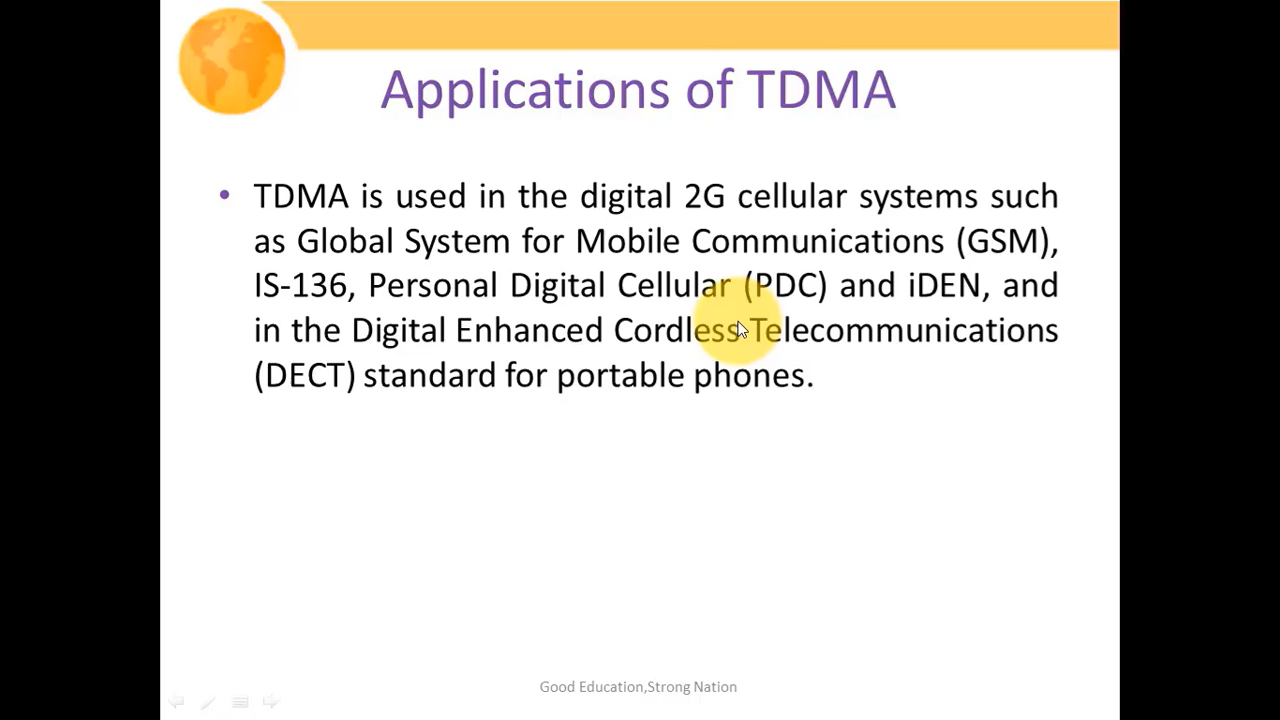 Applications of TDMA
• TDMA is used in the digital 2G cellular systems such
as Global System for Mobile Communications (GSM),
IS-136, Personal Digital Cellular (PDC) and iDEN, and
in the Digital Enhanced Cordless Telecommunications
(DECT) standard for portable phones.
Good Education,Strong Nation